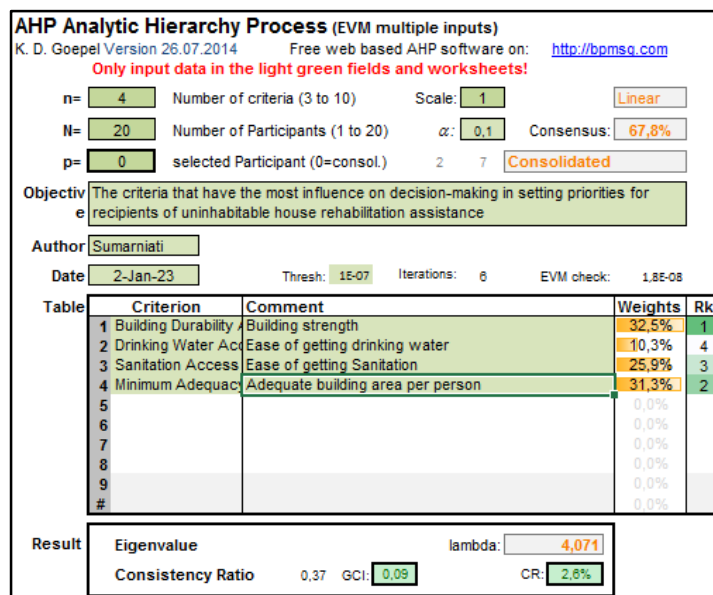 AHP Analytic Hierarchy Process (EVM multiple inputs)
K. D. Goepel Version 26.07.2014 Free web based AHP software on: http://bpmsg.com
Only input data in the light green fields and worksheets!
n= 4 Number of criteria (3 to 10) Scale: 1 Linear
N= 20 Number of Participants (1 to 20) α: 0,1 Consensus: 67,8%
p= 0 selected Participant (0=consol.) 2 7 Consolidated
Objectiv The criteria that have the most influence on decision-making in setting priorities for
e recipients of uninhabitable house rehabilitation assistance
Author Sumarniati
Date 2-Jan-23 Thresh: 1E-07 Iterations: 6 EVM check: 1,8E-08
Table Criterion Comment Weights Rk
1 Building Durability Building strength 32,5% 1
2 Drinking Water Acc Ease of getting drinking water 10,3% 4
3 Sanitation Access Ease of getting Sanitation 25,9% 3
4 Minimum Adequacy Adequate building area per person 31,3% 2
5 0,0%
6 0,0%
7 0,0%
8 0,0%
9 0,0%
# 0,0%
Result Eigenvalue lambda: 4,071
Consistency Ratio 0,37 GCI: 0,09 CR: 2,6%